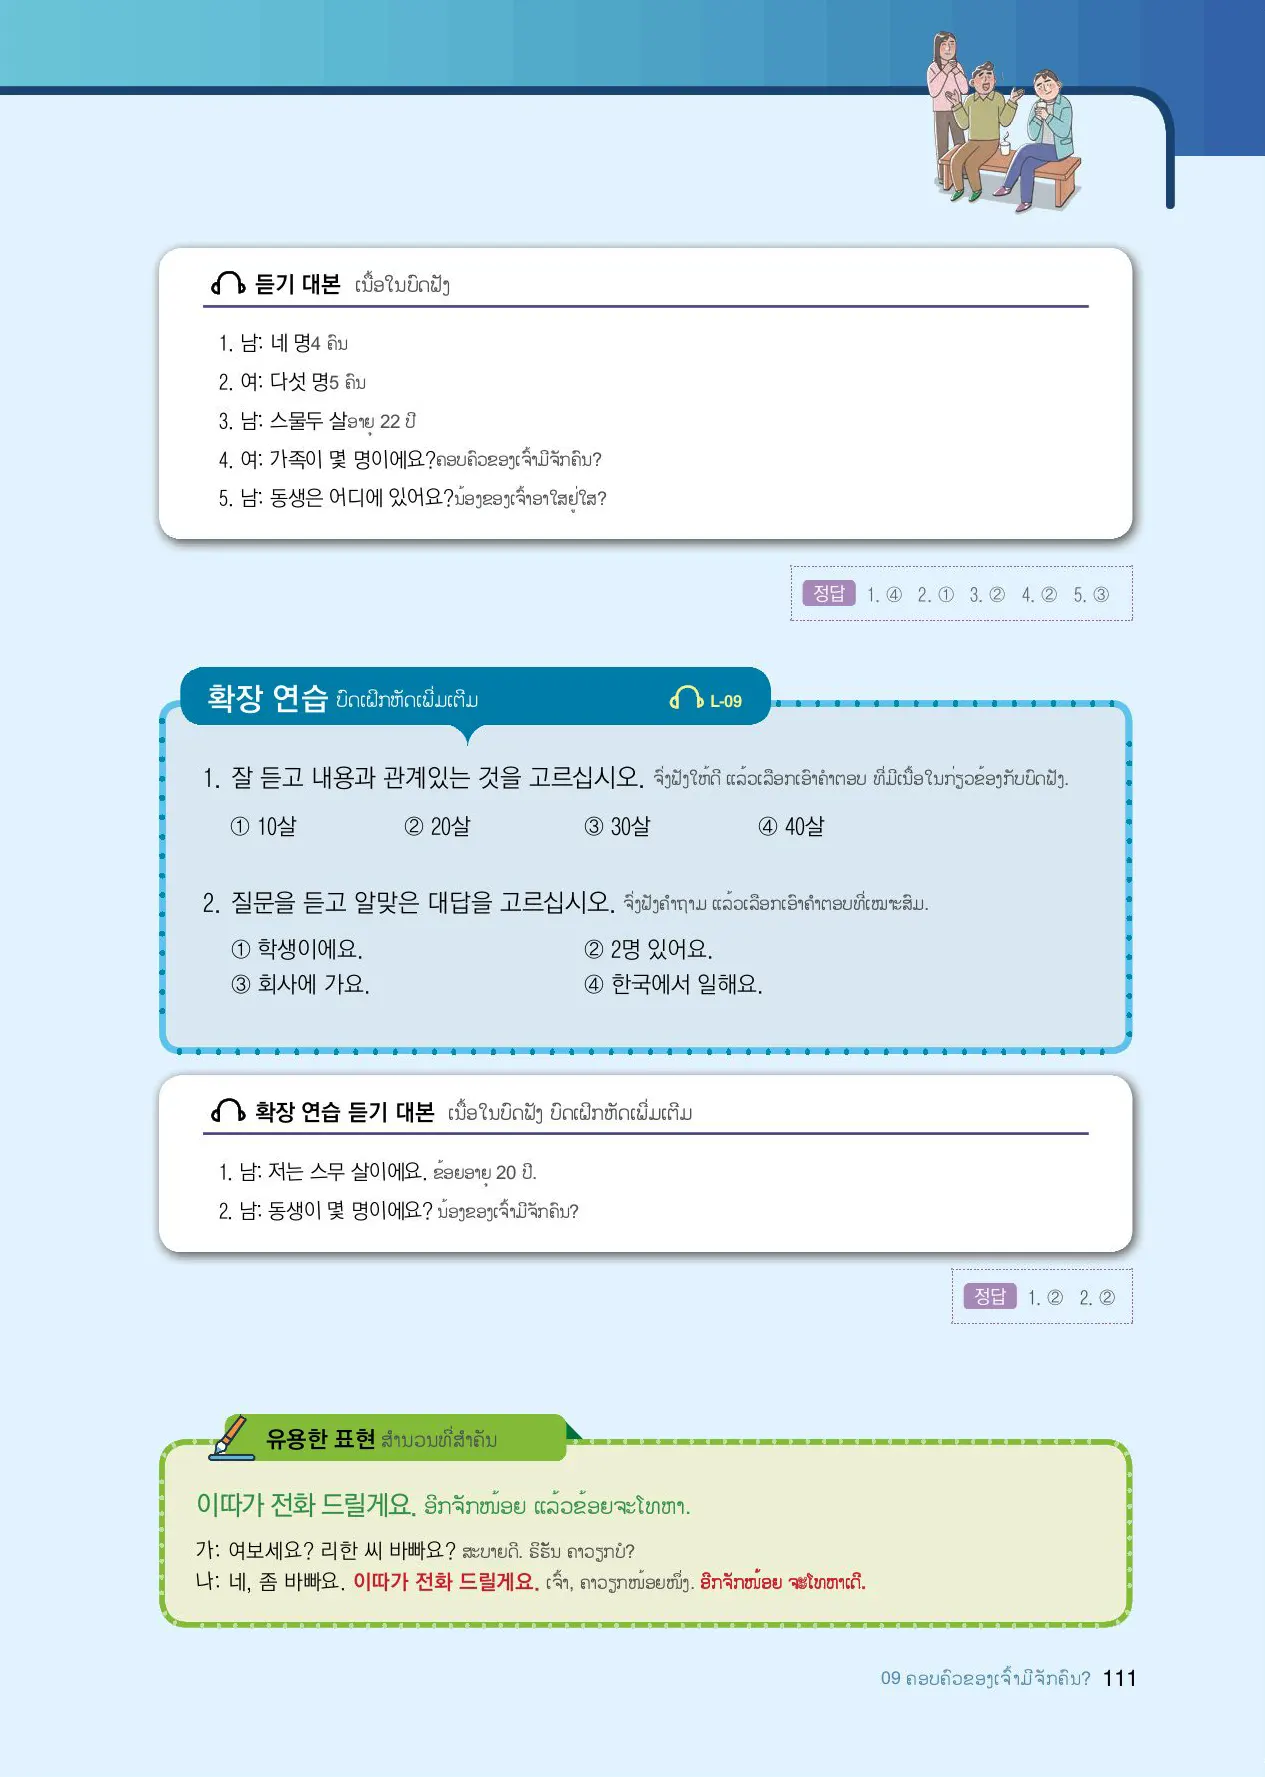 듣기 대본 ເນື້ອໃນບົດຟັງ
1. 남: 네 명4 ຄົນ
2. 여: 다섯 명5 ຄົນ
3. 남: 스물두 살ອາຍຸ 22 ປີ
4. 여: 가족이 몇 명이에요?ຄອບຄົວຂອງເຈົ້າມີຈັກຄົນ?
5. 남: 동생은 어디에 있어요?ນ້ອງຂອງເຈົ້າອາໃສຢູ່ໃສ?
정답 1. ④ 2. ① 3. ② 4. ② 5. ③
확장 연습 ບົດເຝິກຫັດເພີ່ມເຕີມ L-09
1. 잘 듣고 내용과 관계있는 것을 고르십시오. ຈົ່ງຟັງໃຫ້ດີ ແລ້ວເລືອກເອົາຄຳຕອບ ທີ່ມີເນື້ອໃນກ່ຽວຂ້ອງກັບບົດຟັງ.
① 10살 ② 20살 ③ 30살 ④ 40살
2. 질문을 듣고 알맞은 대답을 고르십시오. ຈົ່ງຟັງຄຳຖາມ ແລ້ວເລືອກເອົາຄຳຕອບທີ່ເໝາະສົມ.
① 학생이에요. ② 2명 있어요.
③ 회사에 가요. ④ 한국에서 일해요.
확장 연습 듣기 대본 ເນື້ອໃນບົດຟັງ ບົດເຝິກຫັດເພີ່ມເຕີມ
1. 남: 저는 스무 살이에요. ຂ້ອຍອາຍຸ 20 ປີ.
2. 남: 동생이 몇 명이에요? ນ້ອງຂອງເຈົ້າມີຈັກຄົນ?
정답 1. ② 2. ②
유용한 표현 ສຳນວນທີ່ສຳຄັນ
이따가 전화 드릴게요. ອີກຈັກໜ້ອຍ ແລ້ວຂ້ອຍຈະໂທຫາ.
가: 여보세요? 리한 씨 바빠요? ສະບາຍດີ. ຣິຮັນ ຄາວຽກບໍ?
나: 네, 좀 바빠요. 이따가 전화 드릴게요. ເຈົ້າ, ຄາວຽກໜ້ອຍໜຶ່ງ. ອີກຈັກໜ້ອຍ ຈະໂທຫາເດີ.
09 ຄອບຄົວຂອງເຈົ້າມີຈັກຄົນ? 111